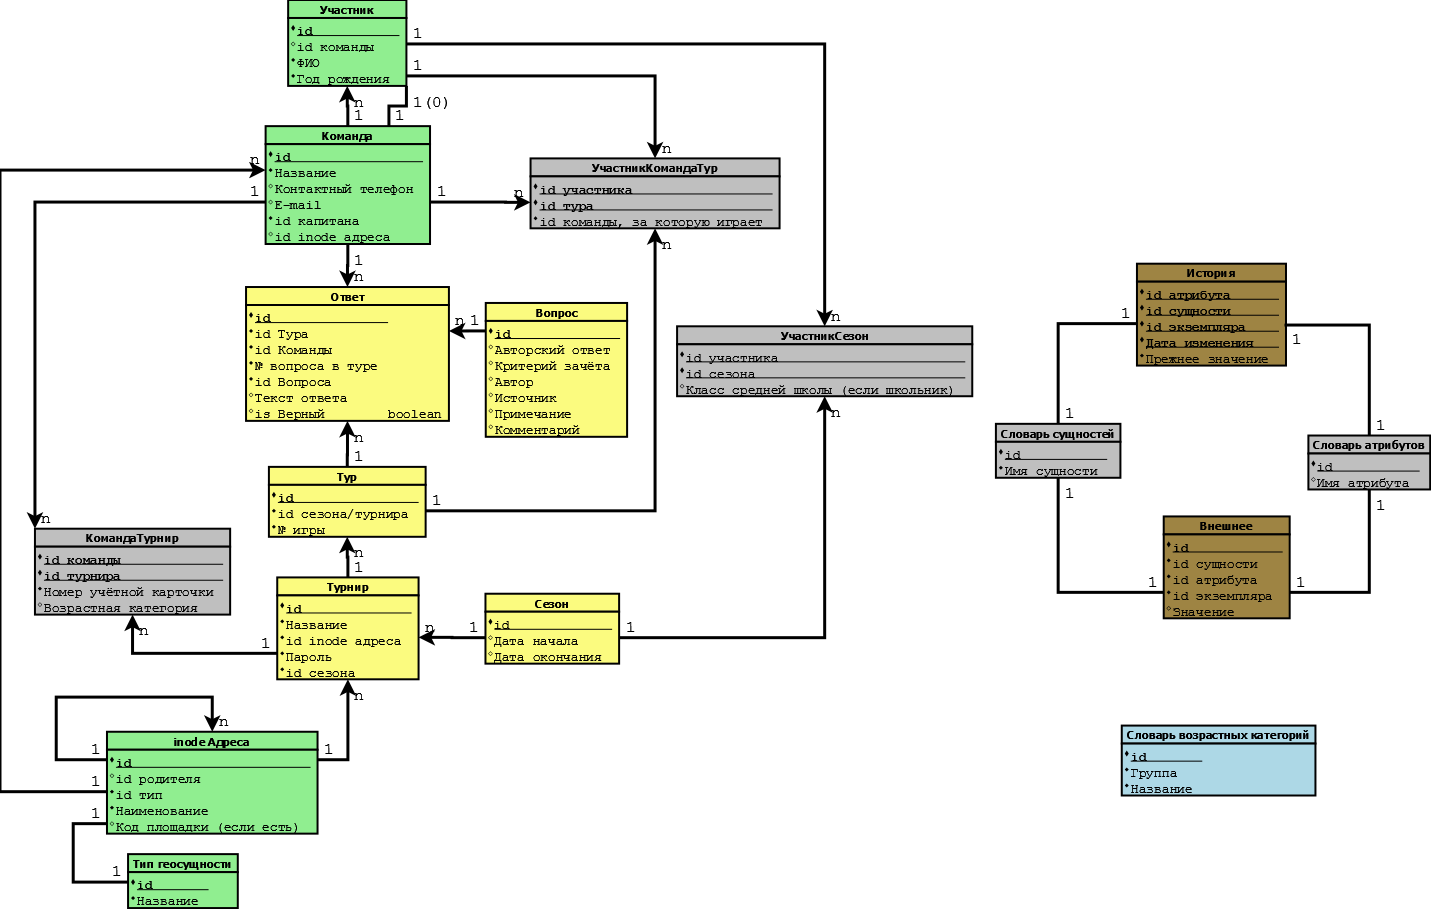 Участник
id
id команды
ФИО
Год рождения
1
1
n
1
1
1(0)
Команда
id
Название
Контактный телефон
E-mail
id капитана
id inode адреса
n
1
1
n
n
УчастникКомандаТур
id участника
id тура
id команды, за которую играет
n
1
n
Ответ
id
id Тура
id Команды
№ вопроса в туре
id Вопроса
Текст ответа
is Верный boolean
n
1
Вопрос
id
Авторский ответ
Критерий зачёта
Автор
Источник
Примечание
Комментарий
n
УчастникСезон
id участника
id сезона
Класс средней школы (если школьник)
n
n
1
Тур
id
id сезона/турнира
№ игры
1
n
КомандаТурнир
id команды
id турнира
Номер учётной карточки
Возрастная категория
n
1
n
1
Турнир
id
Название
id inode адреса
Пароль
id сезона
n
1
Сезон
id
Дата начала
Дата окончания
1
n
n
1
1
inode Адреса
id
id родителя
id тип
Наименование
Код площадки (если есть)
1
1
1
Тип геосущности
id
Название
История
id атрибута
id сущности
id экземпляра
Дата изменения
Прежнее значение
1
1
1
1
Словарь сущностей
id
Имя сущности
Словарь атрибутов
id
Имя атрибута
1
1
Внешнее
id
id сущности
id атрибута
id экземпляра
Значение
1
1
Словарь возрастных категорий
id
Группа
Название